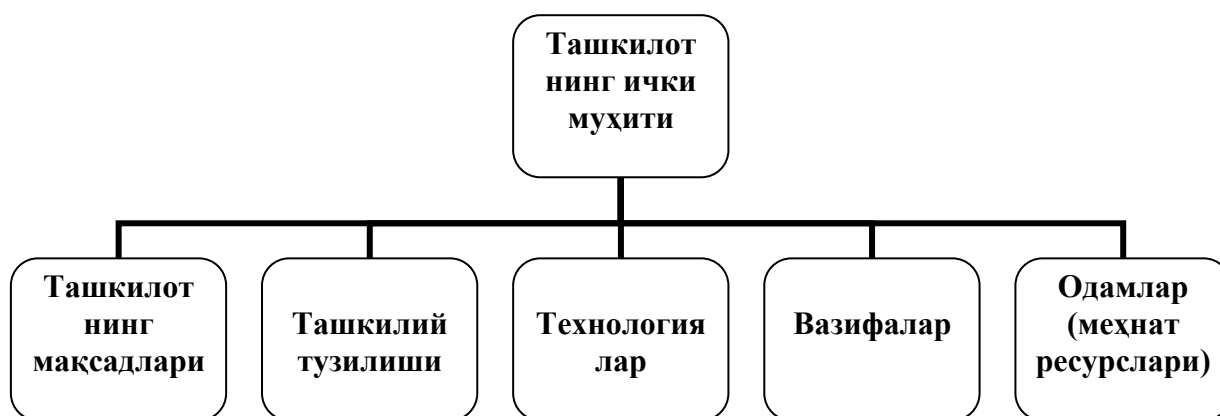 Ташкилот
нинг ички
муҳити
Ташкилот
нинг
мақсадлари
Ташкилий
тузилиши
Технология
лар
Вазифалар
Одамлар
(меҳнат
ресурслари)